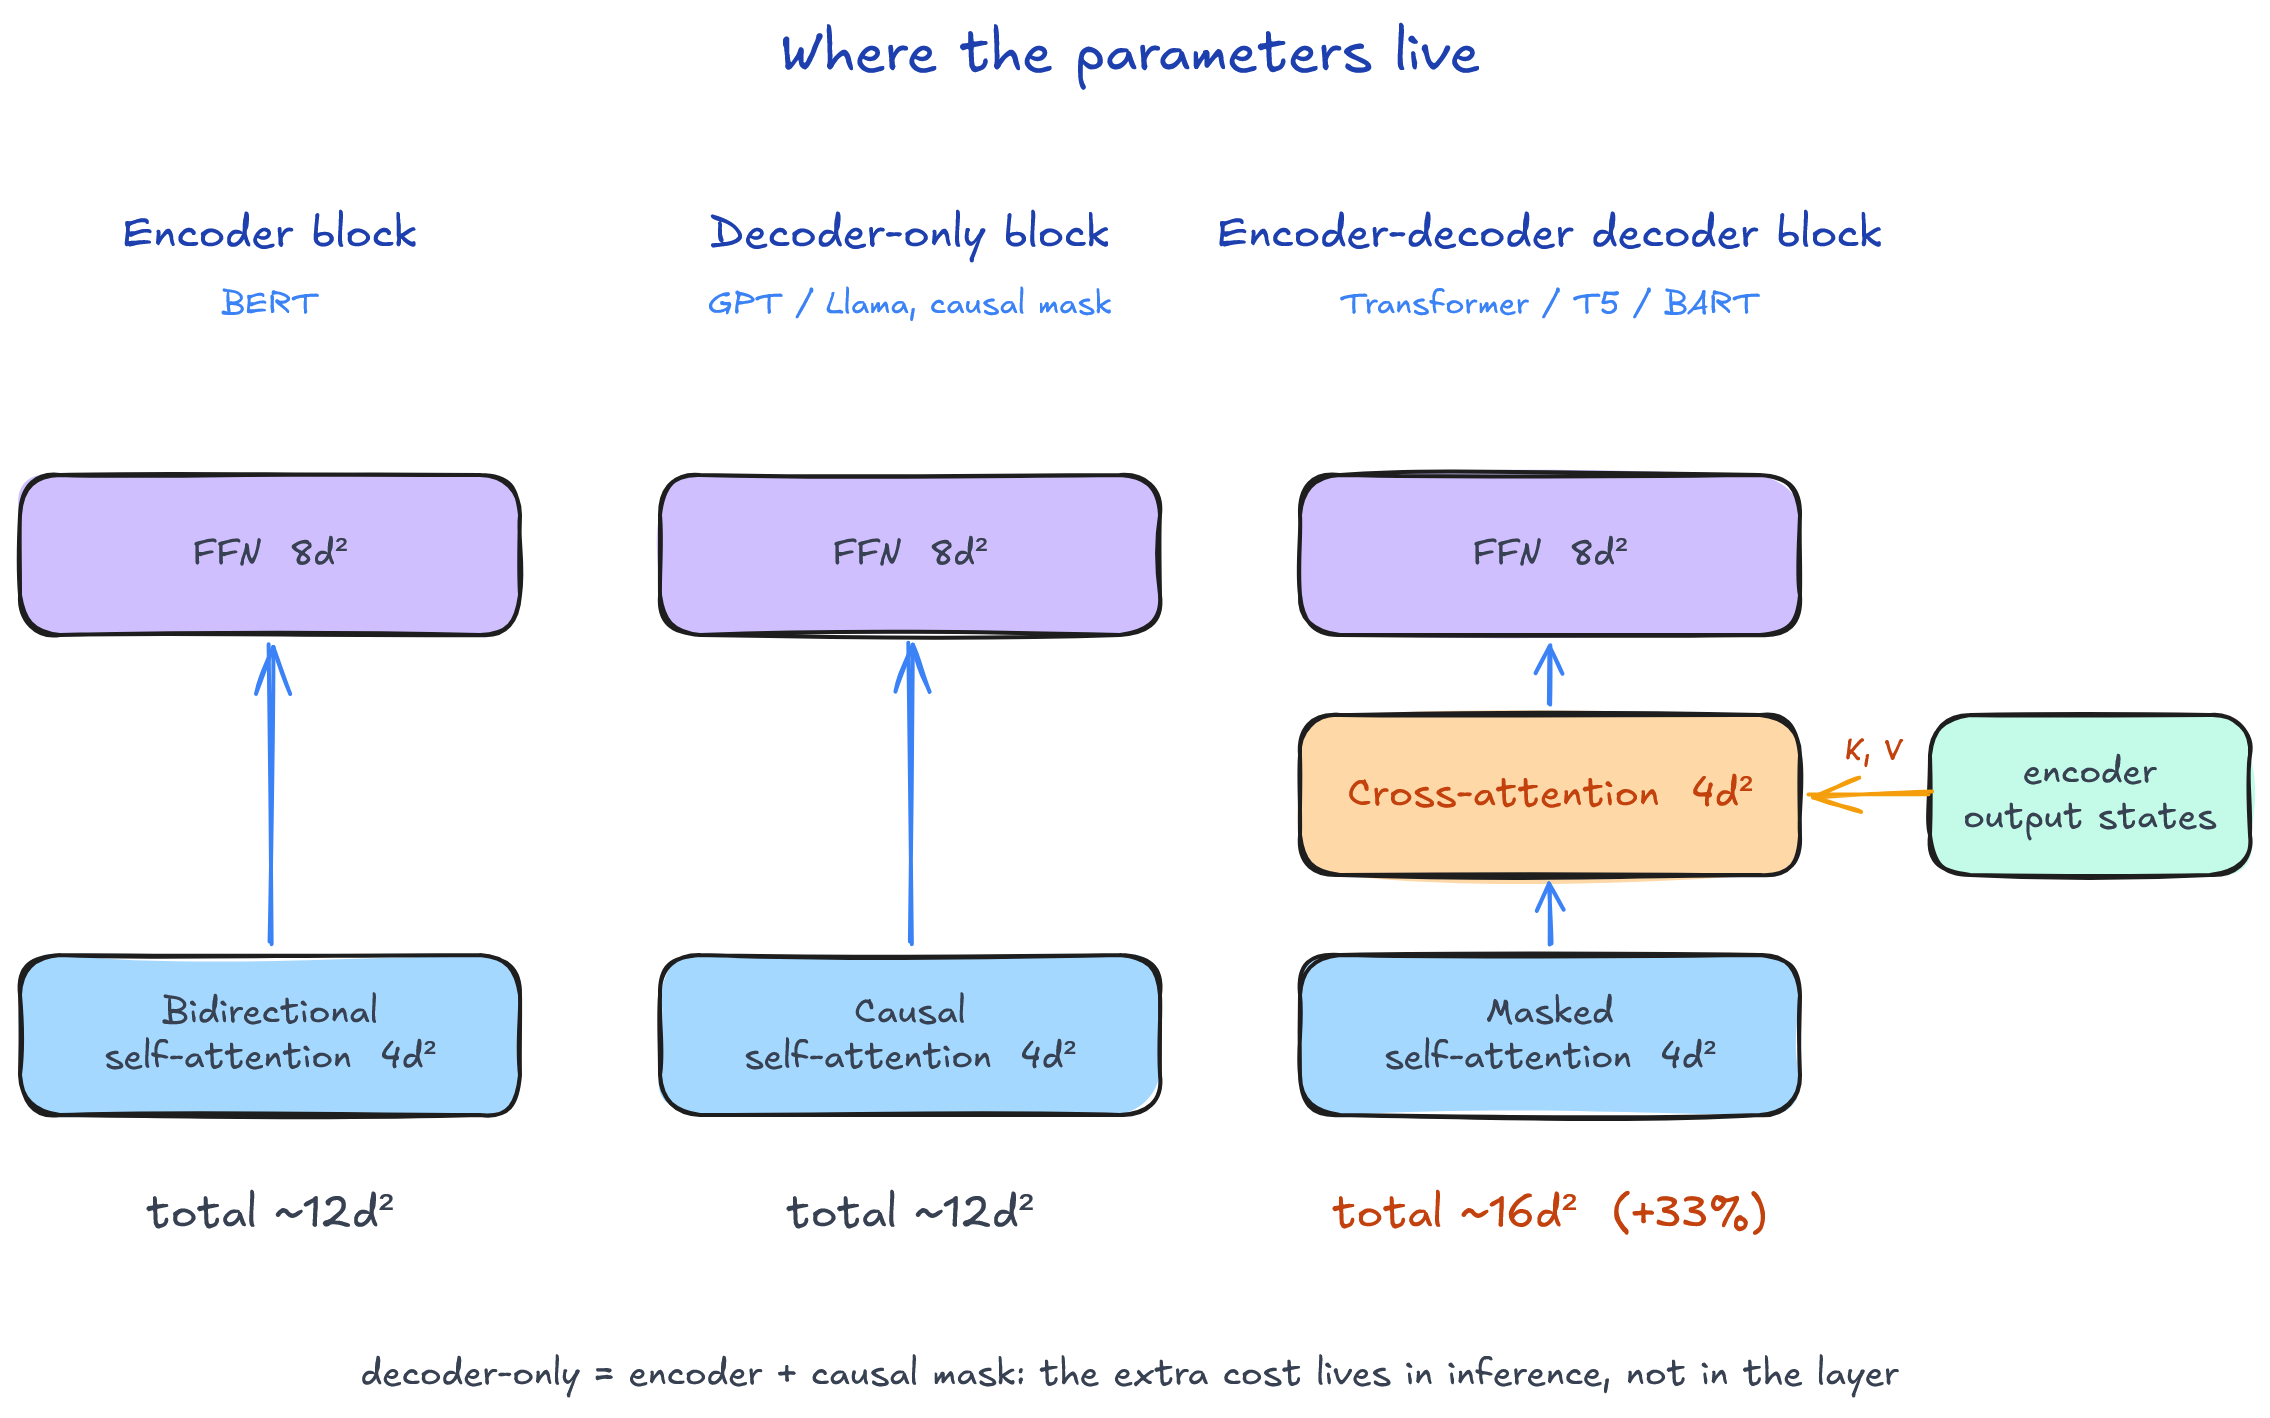 Where the parameters live
Encoder block
BERT
FFN 8d²
Bidirectional
self-attention 4d²
total ~12d²
Decoder-only block
GPT / Llama, causal mask
FFN 8d²
Causal
self-attention 4d²
total ~12d²
Encoder-decoder decoder block
Transformer / T5 / BART
FFN 8d²
Cross-attention 4d²
K, V
encoder
output states
Masked
self-attention 4d²
total ~16d² (+33%)
decoder-only = encoder + causal mask: the extra cost lives in inference, not in the layer